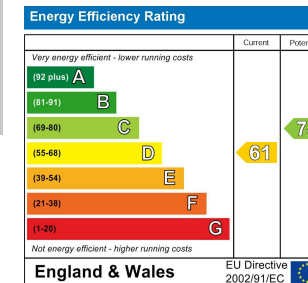 Energy Efficiency Rating
Current
Very energy efficient - lower running costs
(92 plus) A
(81-91) B
(69-80) C
(55-68) D
61
(39-54) E
(21-38) F
(1-20) G
Not energy efficient - higher running costs
England & Wales
EU Directive
2002/91/EC